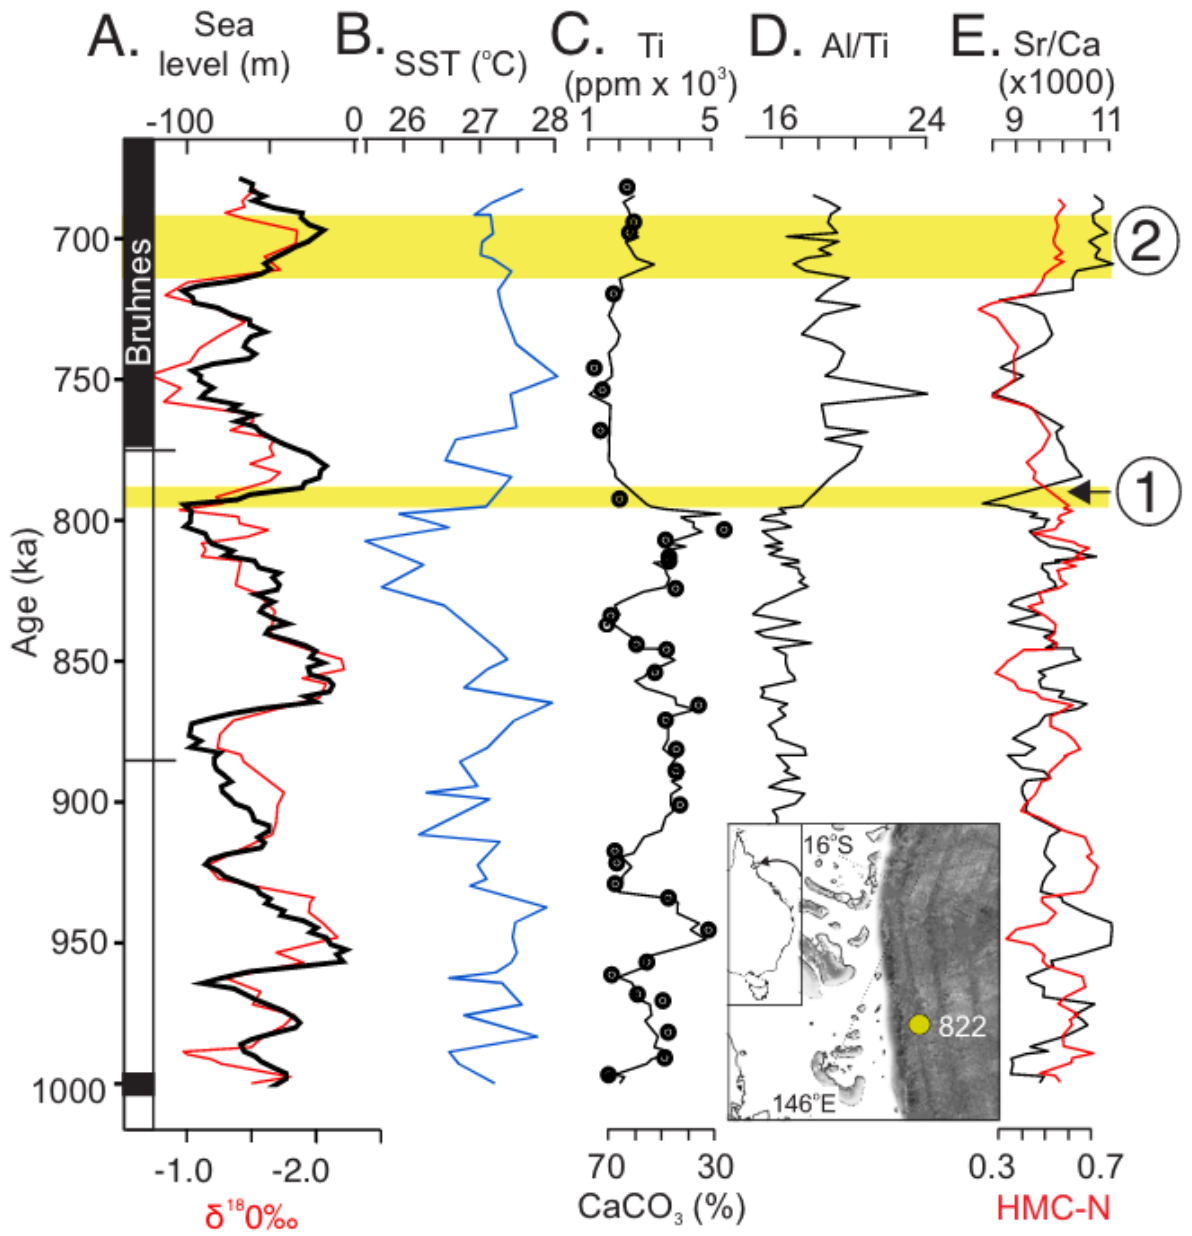 A.
Sea
level (m)
B.
SST (°C)
C.
Ti
(ppm x 10³)
D.
Al/Ti
E.
Sr/Ca
(x1000)
-100 0
26 27 28
1 5
16 24
9 11
Age (ka)
700
750
800
850
900
950
1000
Bruhnes
2
1
16°S
822
146°E
-1.0 -2.0
δ¹⁸0‰
70 30
CaCO₃ (%)
0.3 0.7
HMC-N